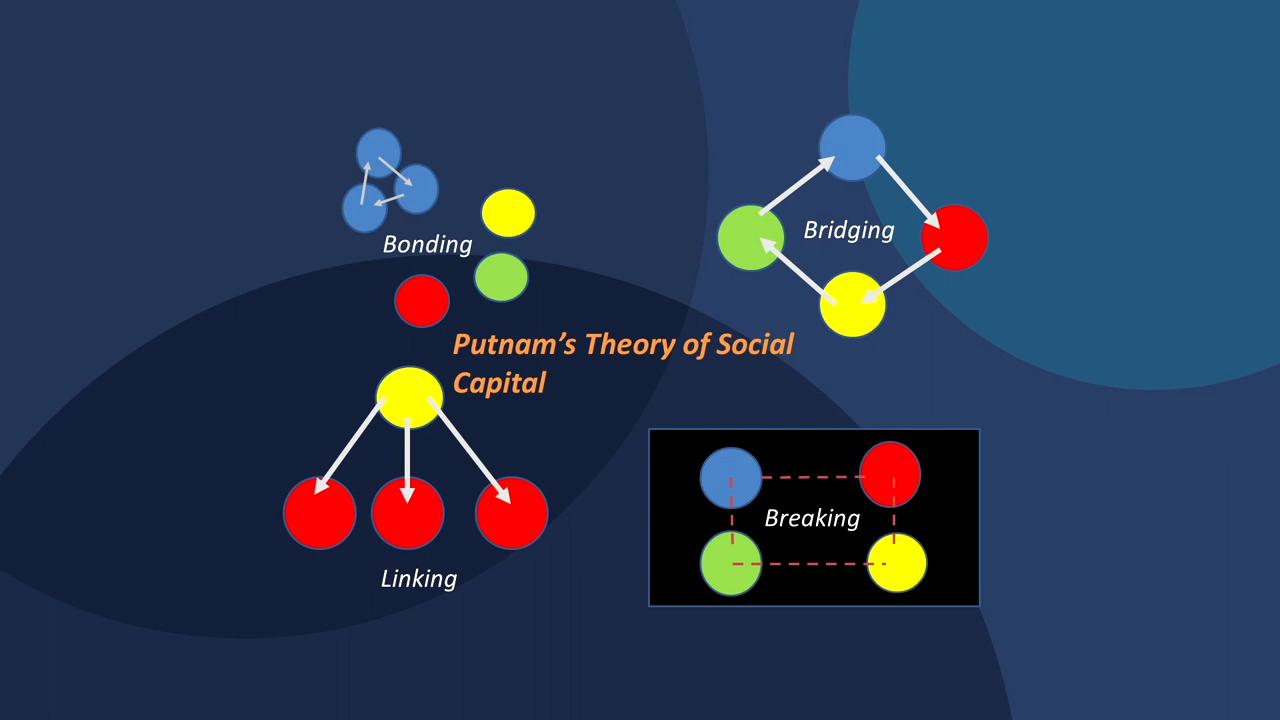 Bonding
Bridging
Putnam’s Theory of Social
Capital
Breaking
Linking